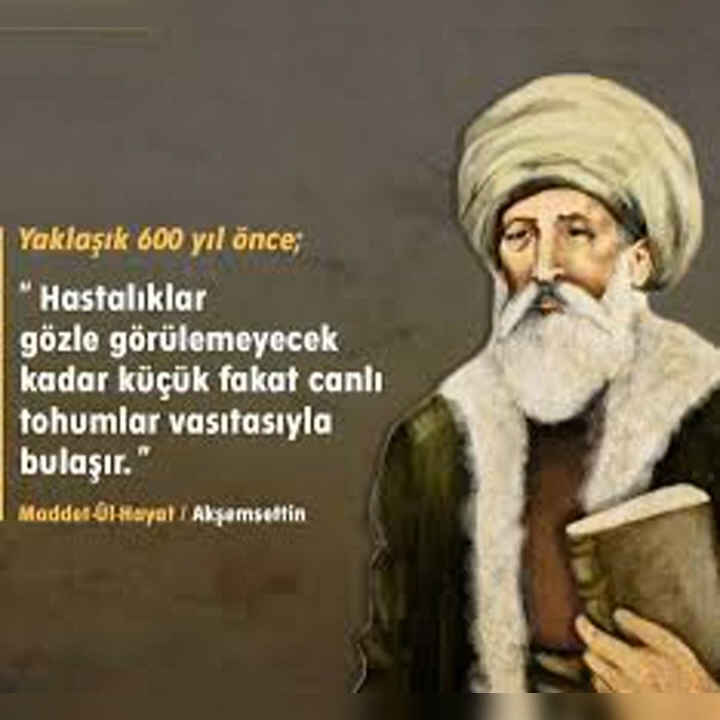 Yaklaşık 600 yıl önce;
" Hastalıklar
gözle görülemeyecek
kadar küçük fakat canlı
tohumlar vasıtasıyla
bulaşır."
Maddet-Ül-Hayat / Akşemsettin